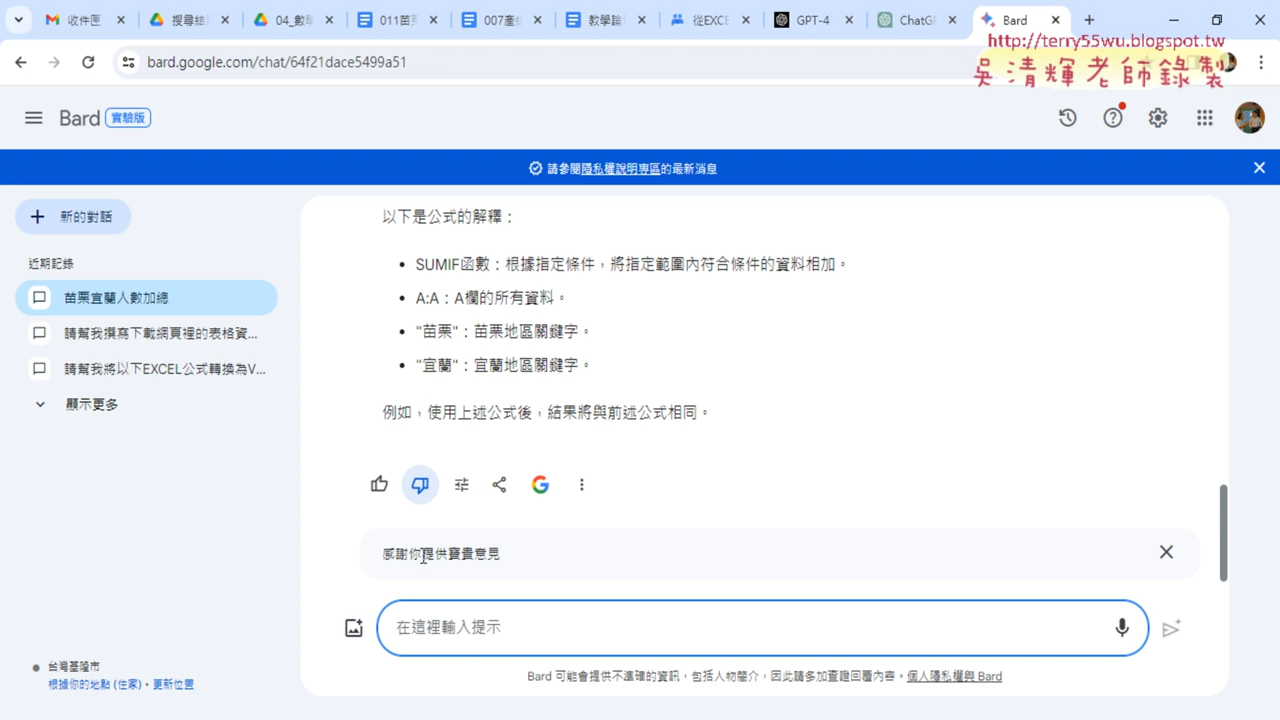 收件匣
搜尋結
04_數
011苗
007產
教學論
從EXCE
GPT-4
ChatG
Bard
http://terry55wu.blogspot.tw
bard.google.com/chat/64f21dace5499a51
吳清輝老師錄製
Bard 實驗版
請參閱隱私權說明專區的最新消息
新的對話
近期記錄
苗栗宜蘭人數加總
請幫我撰寫下載網頁裡的表格資...
請幫我將以下EXCEL公式轉換為V...
顯示更多
以下是公式的解釋：
• SUMIF函數：根據指定條件，將指定範圍內符合條件的資料相加。
• A:A：A欄的所有資料。
• "苗栗"：苗栗地區關鍵字。
• "宜蘭"：宜蘭地區關鍵字。
例如，使用上述公式後，結果將與前述公式相同。
感謝你提供寶貴意見
在這裡輸入提示
台灣基隆市
根據你的地點 (住家)・更新位置
Bard 可能會提供不準確的資訊，包括人物簡介，因此請多加查證回覆內容。個人隱私權與 Bard